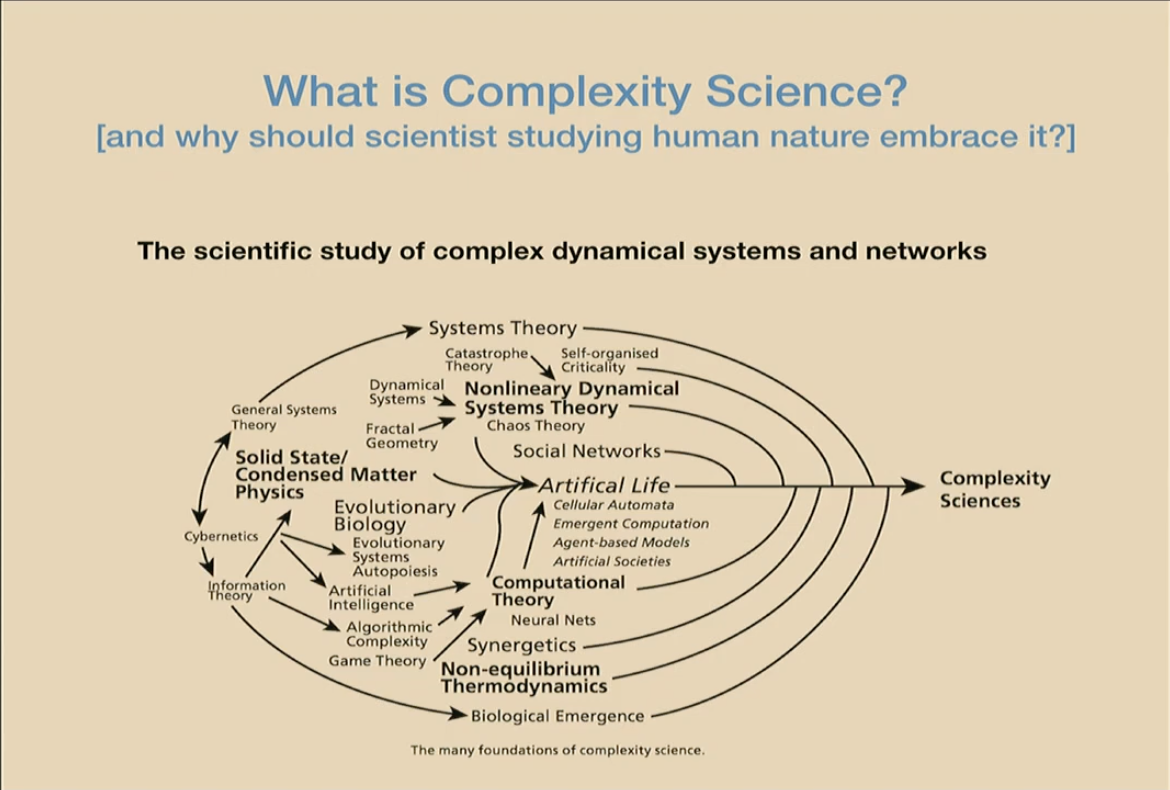 What is Complexity Science?
[and why should scientist studying human nature embrace it?]
The scientific study of complex dynamical systems and networks
Systems Theory
Catastrophe
Theory
Self-organised
Criticality
Dynamical
Systems
Nonlineary Dynamical
Systems Theory
Chaos Theory
Fractal
Geometry
General Systems
Theory
Social Networks
Solid State/
Condensed Matter
Physics
Artifical Life
Cellular Automata
Emergent Computation
Agent-based Models
Artificial Societies
Complexity
Sciences
Evolutionary
Biology
Evolutionary
Systems
Autopoiesis
Cybernetics
Information
Theory
Artificial
Intelligence
Computational
Theory
Neural Nets
Algorithmic
Complexity
Game Theory
Synergetics
Non-equilibrium
Thermodynamics
Biological Emergence
The many foundations of complexity science.